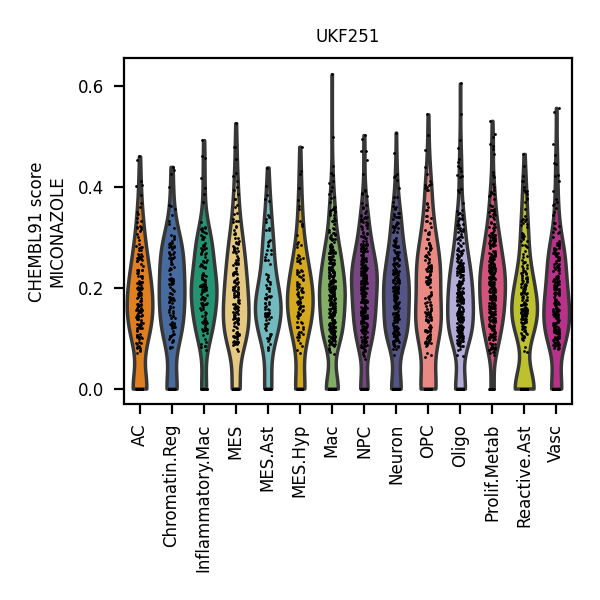 UKF251
CHEMBL91 score
MICONAZOLE
0.6
0.4
0.2
0.0
AC
Chromatin.Reg
Inflammatory.Mac
MES
MES.Ast
MES.Hyp
Mac
NPC
Neuron
OPC
Oligo
Prolif.Metab
Reactive.Ast
Vasc